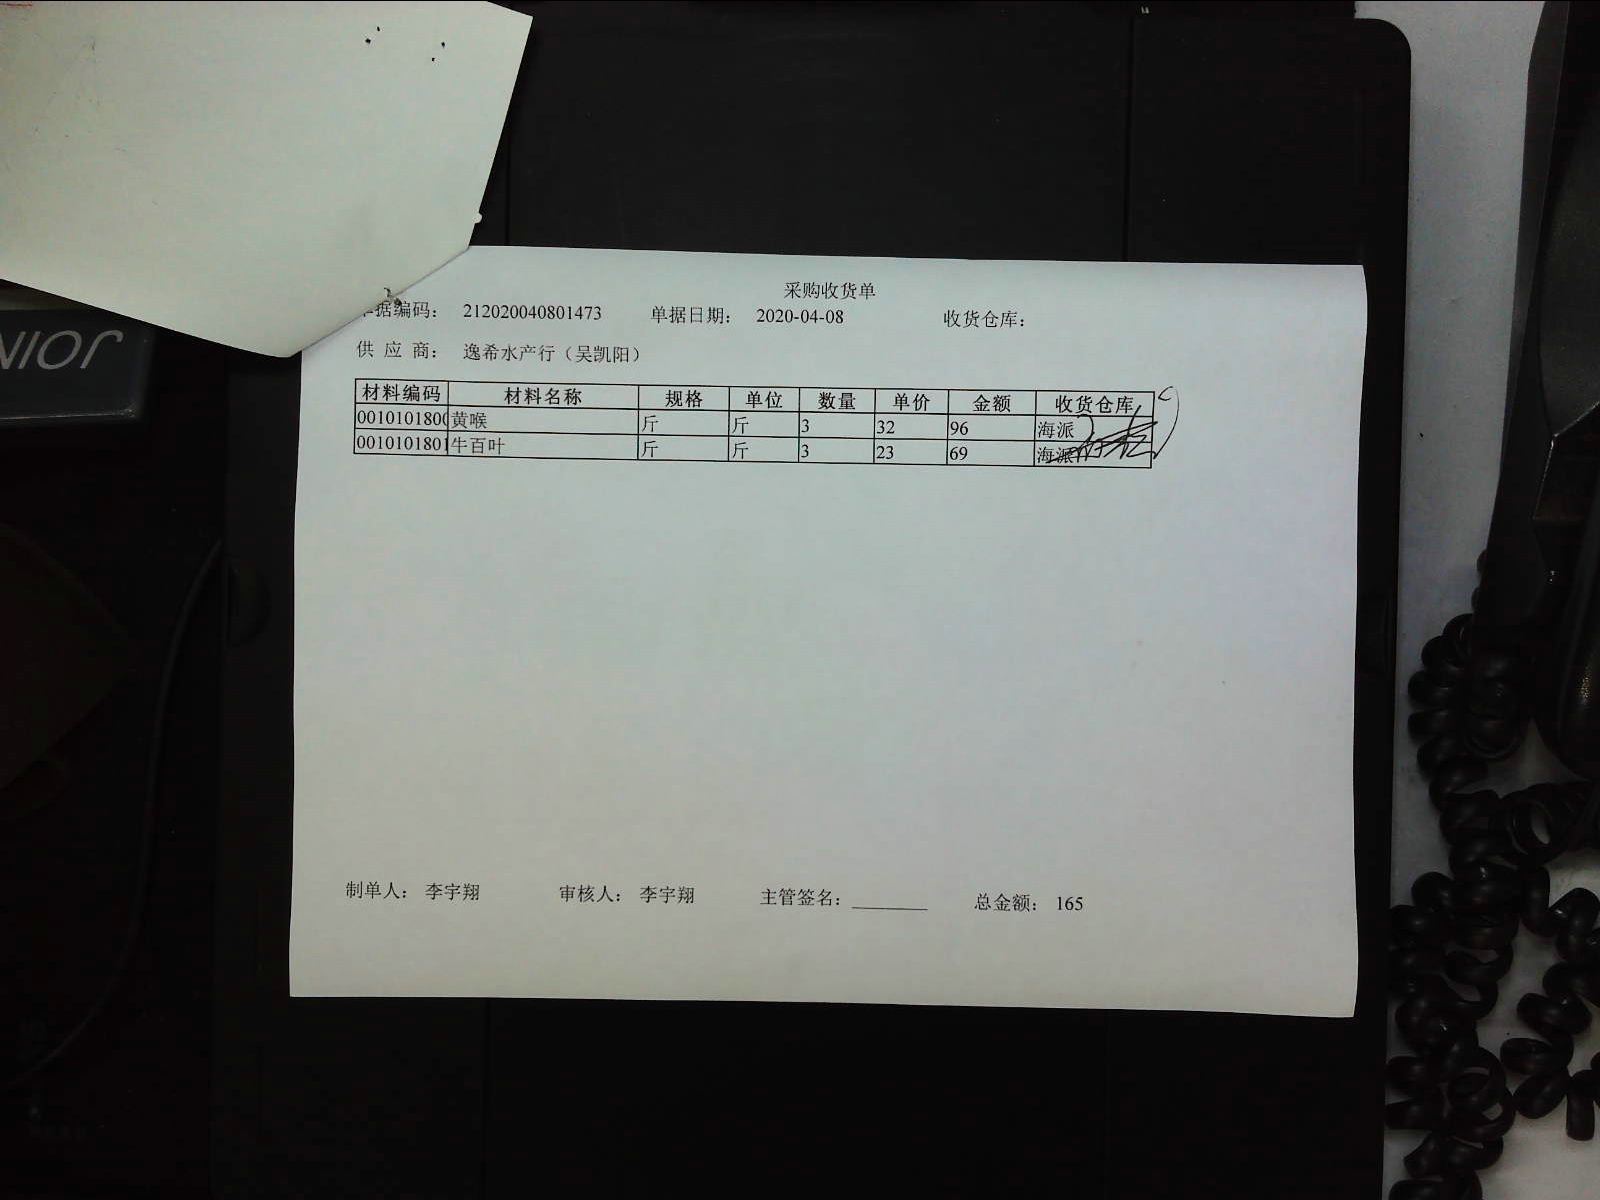 采购收货单
单据编码： 212020040801473 单据日期： 2020-04-08 收货仓库：
供 应 商： 逸希水产行（吴凯阳）
材料编码 材料名称 规格 单位 数量 单价 金额 收货仓库
0010101800 黄喉 斤 斤 3 32 96 海派
0010101801 牛百叶 斤 斤 3 23 69 海派
制单人： 李宇翔 审核人： 李宇翔 主管签名：________ 总金额： 165
NIOſ